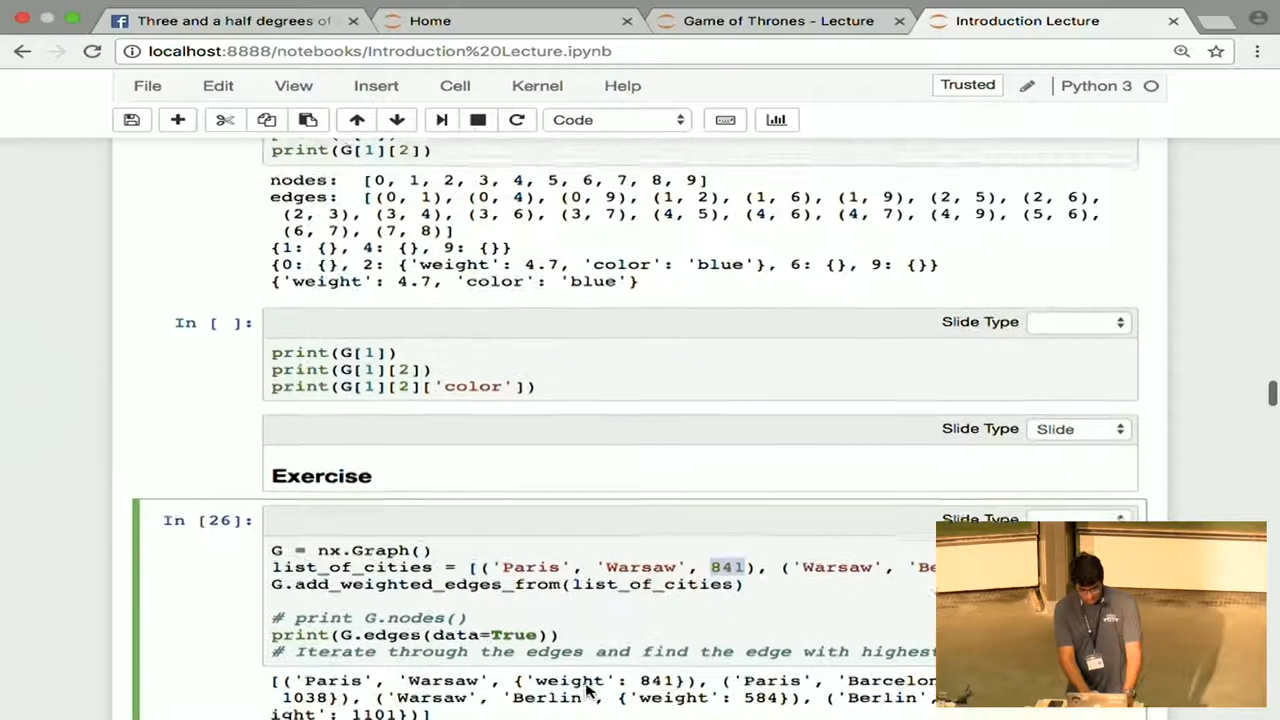 Three and a half degrees of
Home
Game of Thrones - Lecture
Introduction Lecture
localhost:8888/notebooks/Introduction%20Lecture.ipynb
File Edit View Insert Cell Kernel Help Trusted Python 3
Code
print(G[1][2])
nodes: [0, 1, 2, 3, 4, 5, 6, 7, 8, 9]
edges: [(0, 1), (0, 4), (0, 9), (1, 2), (1, 6), (1, 9), (2, 5), (2, 6),
(2, 3), (3, 4), (3, 6), (3, 7), (4, 5), (4, 6), (4, 7), (4, 9), (5, 6),
(6, 7), (7, 8)]
{1: {}, 4: {}, 9: {}}
{0: {}, 2: {'weight': 4.7, 'color': 'blue'}, 6: {}, 9: {}}
{'weight': 4.7, 'color': 'blue'}
In [ ]:
Slide Type
print(G[1])
print(G[1][2])
print(G[1][2]['color'])
Slide Type Slide
Exercise
In [26]:
Slide Type
G = nx.Graph()
list_of_cities = [('Paris', 'Warsaw', 841), ('Warsaw', 'Be
G.add_weighted_edges_from(list_of_cities)
# print G.nodes()
print(G.edges(data=True))
# Iterate through the edges and find the edge with highest
[('Paris', 'Warsaw', {'weight': 841}), ('Paris', 'Barcelon
1038}), ('Warsaw', 'Berlin', {'weight': 584}), ('Berlin',
ight': 1101})]